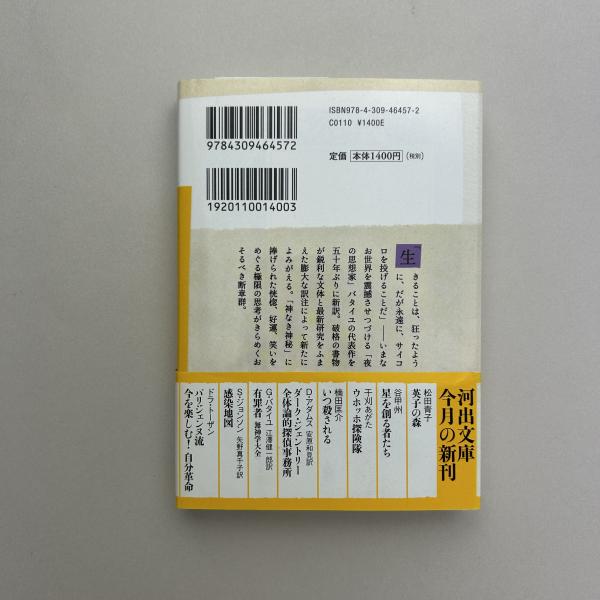 ISBN978-4-309-46457-2
C0110 ¥1400E
定価 本体1400円(税別)
9784309464572
1920110014003
「生きることは、狂ったよう
に、だが永遠に、サイコ
ロを投げることだ」――いまな
お世界を震撼させつづける「夜
の思想家」バタイユの代表作を
五十年ぶりに新訳。破格の書物
が鋭利な文体と最新研究をふま
えた膨大な訳注によって新たに
よみがえる。「神なき神秘」に
捧げられた恍惚、好運、笑いを
めぐる極限の思考がきらめくお
そるべき断章群。
河出文庫
今月の新刊
松田青子
英子の森
谷甲州
星を創る者たち
干刈あがた
ウホッホ探険隊
楠田匡介
いつ殺される
D・アダムス 安原和見訳
ダーク・ジェントリー
全体論的探偵事務所
G・バタイユ 江澤健一郎訳
有罪者 無神学大全
S・ジョンソン 矢野真千子訳
感染地図
ドラ・トーザン
パリジェンヌ流
今を楽しむ!自分革命